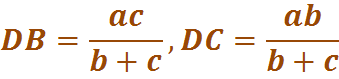 DB = ac / (b + c), DC = ab / (b + c)